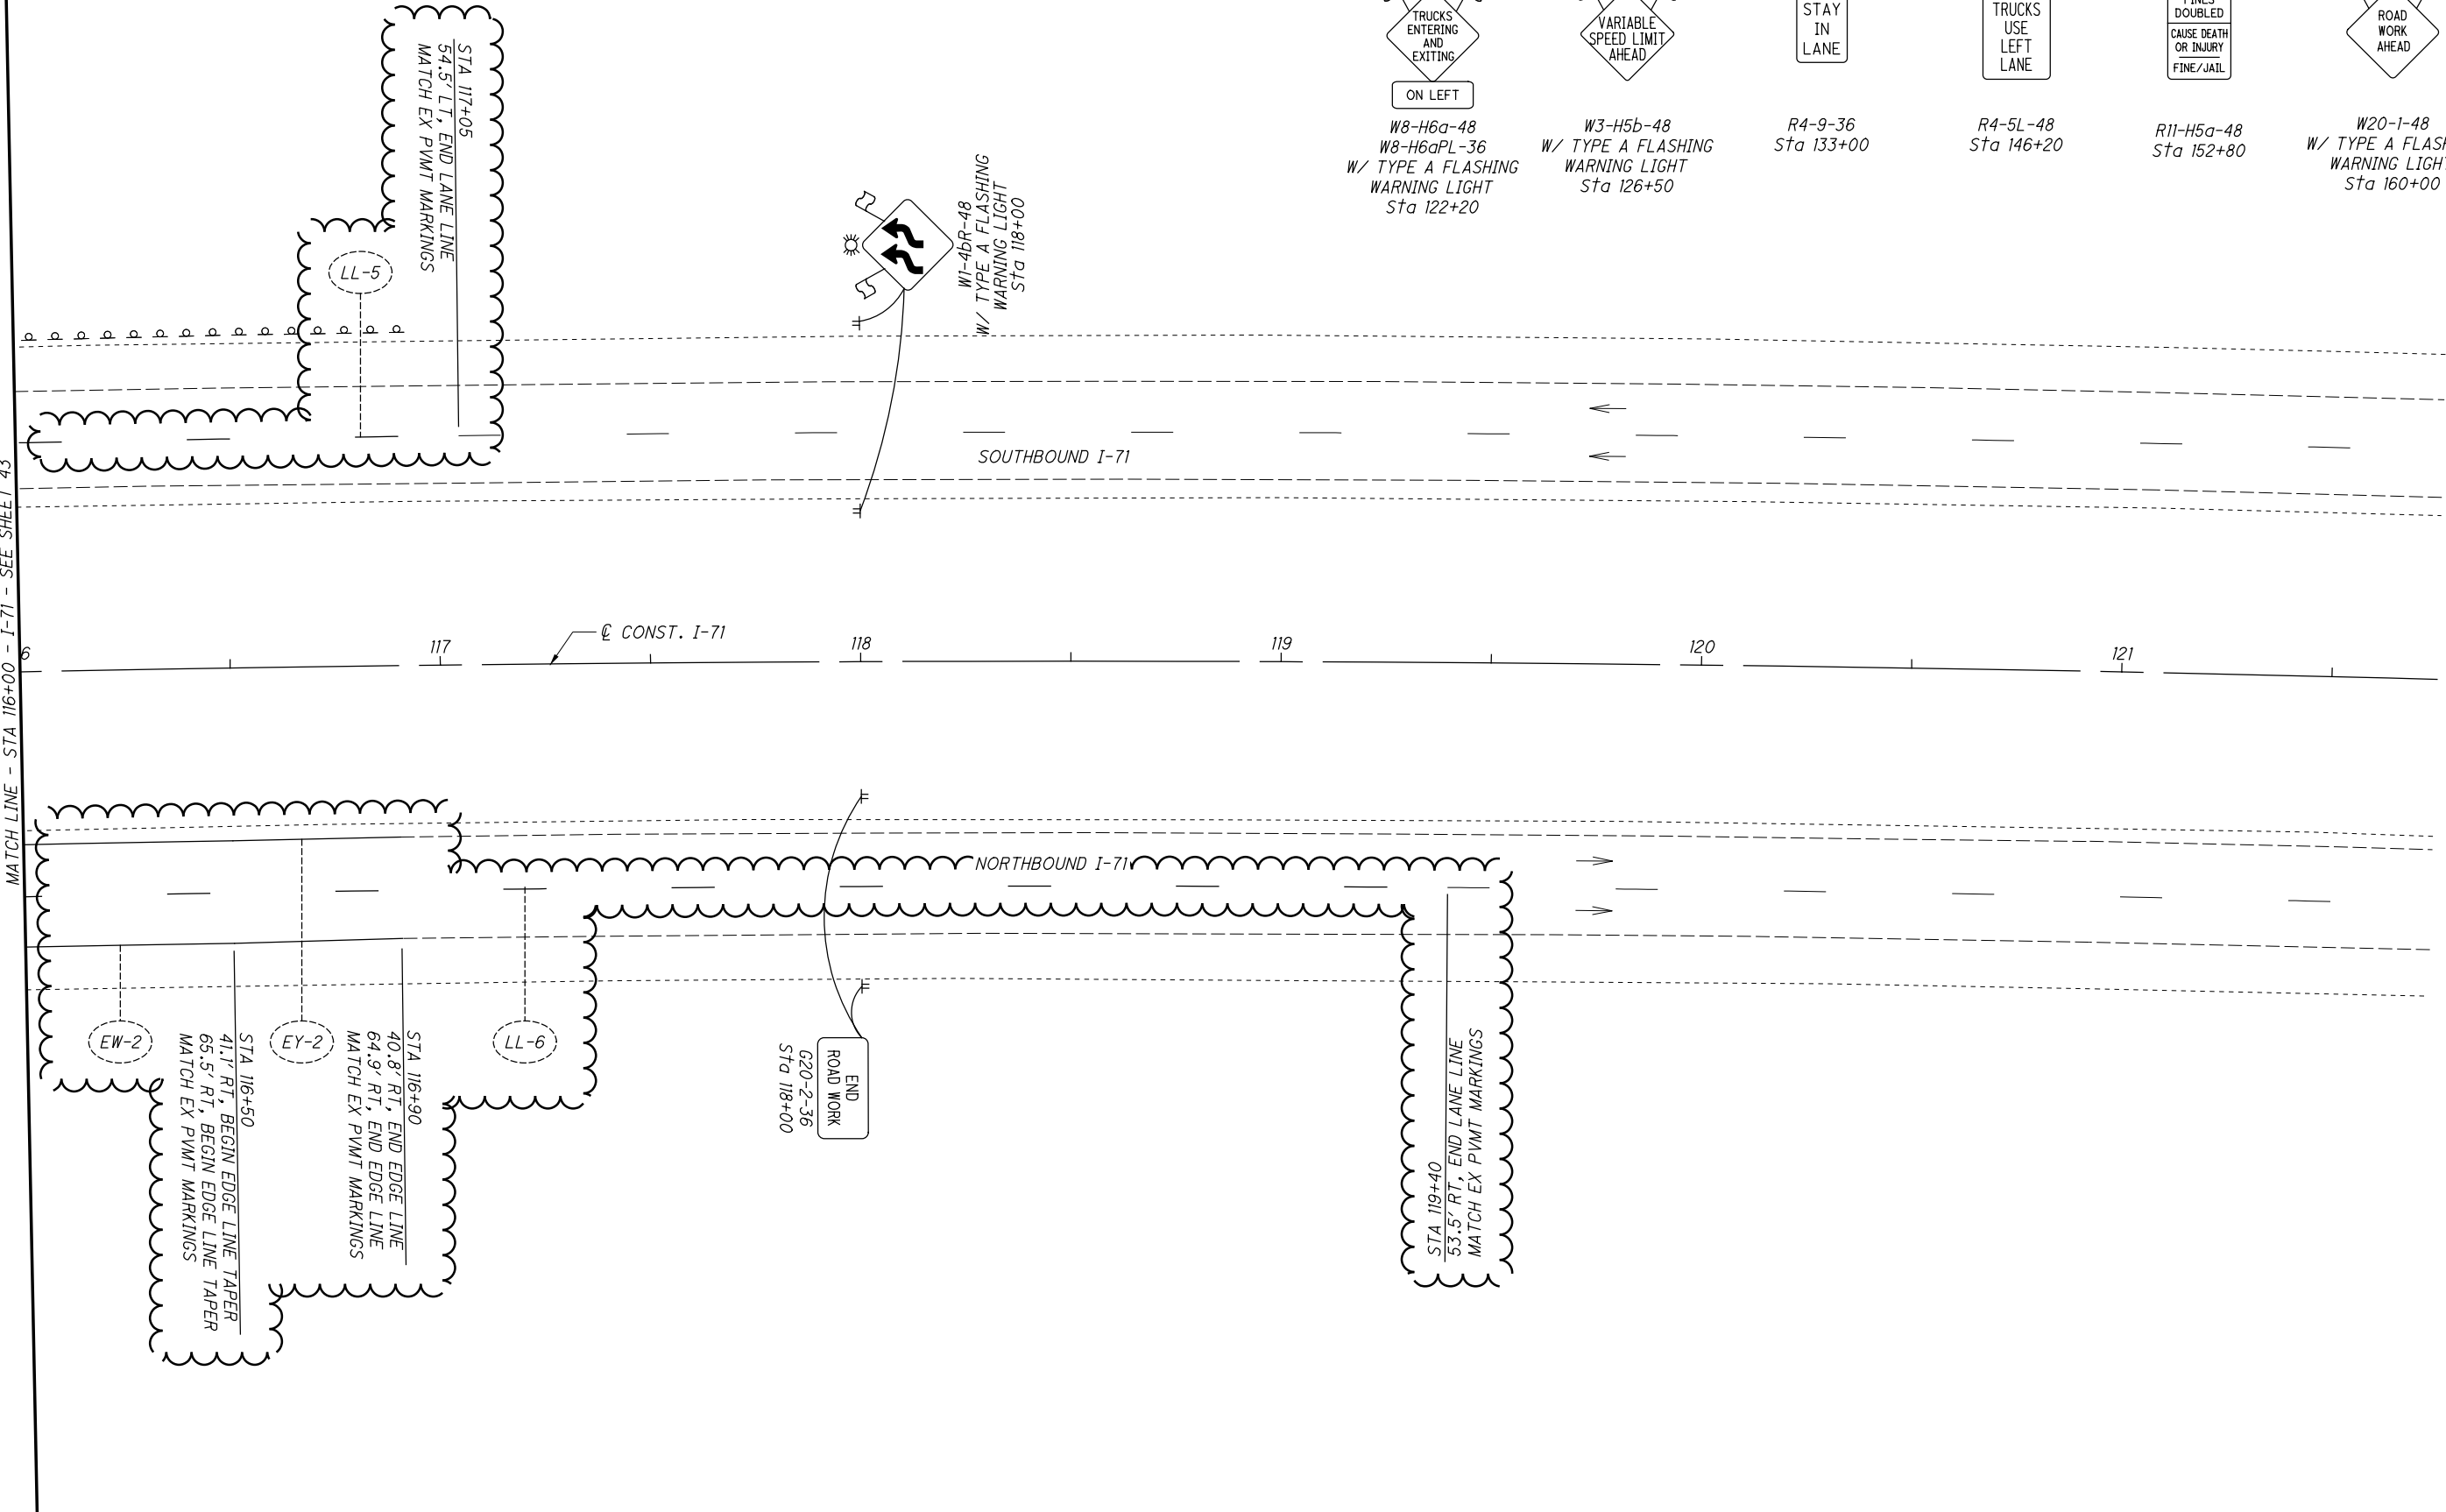 TRUCKS
ENTERING
AND
EXITING
ON LEFT
W8-H6a-48
W8-H6aPL-36
W/ TYPE A FLASHING
WARNING LIGHT
Sta 122+20
VARIABLE
SPEED LIMIT
AHEAD
W3-H5b-48
W/ TYPE A FLASHING
WARNING LIGHT
Sta 126+50
STAY
IN
LANE
R4-9-36
Sta 133+00
TRUCKS
USE
LEFT
LANE
R4-5L-48
Sta 146+20
FINES
DOUBLED
CAUSE DEATH
OR INJURY
FINE/JAIL
R11-H5a-48
Sta 152+80
ROAD
WORK
AHEAD
W20-1-48
W/ TYPE A FLASH
WARNING LIGHT
Sta 160+00
STA 117+05
54.5' LT, END LANE LINE
MATCH EX PVMT MARKINGS
LL-5
W1-4bR-48
W/ TYPE A FLASHING
WARNING LIGHT
Sta 118+00
SOUTHBOUND I-71
MATCH LINE - STA 116+00 - I-71 - SEE SHEET 43
℄ CONST. I-71
6
117
118
119
120
121
NORTHBOUND I-71
EW-2
STA 116+50
41.1' RT, BEGIN EDGE LINE TAPER
65.5' RT, BEGIN EDGE LINE TAPER
MATCH EX PVMT MARKINGS
EY-2
STA 116+90
40.8' RT, END EDGE LINE
64.9' RT, END EDGE LINE
MATCH EX PVMT MARKINGS
LL-6
END
ROAD WORK
G20-2-36
Sta 118+00
STA 119+40
53.5' RT, END LANE LINE
MATCH EX PVMT MARKINGS